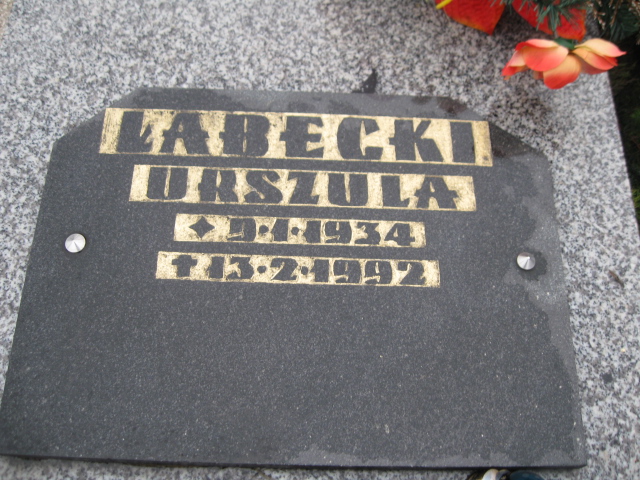 ŁABECKI
URSZULA
✦ 9·1·1934
✝ 13·2·1992